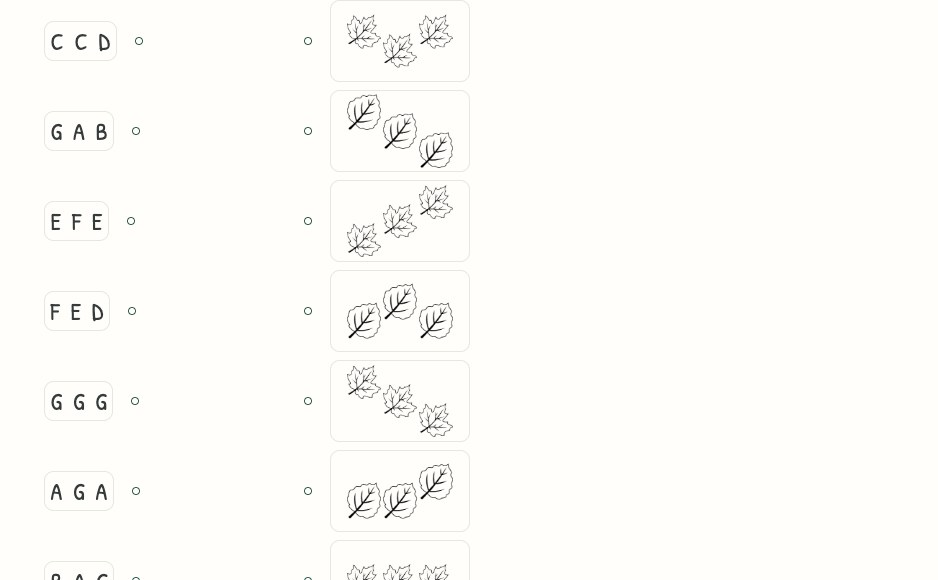 C C D
G A B
E F E
F E D
G G G
A G A